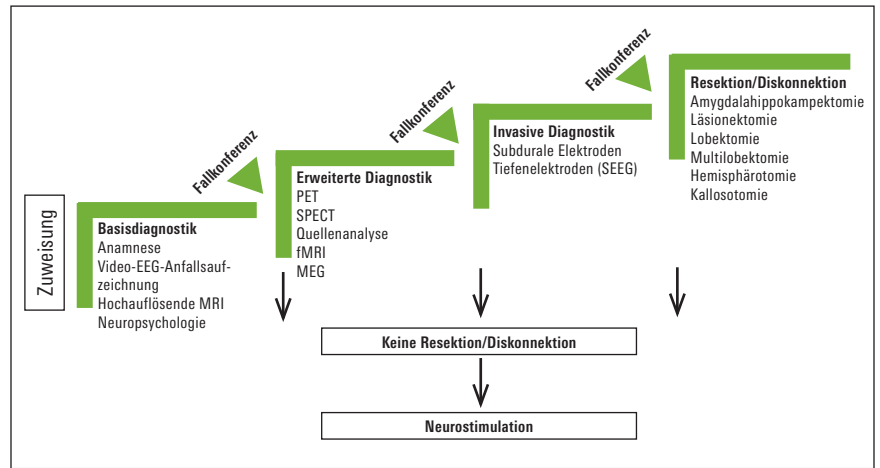 Zuweisung
Basisdiagnostik
Anamnese
Video-EEG-Anfallsauf-
zeichnung
Hochauflösende MRI
Neuropsychologie
Fallkonferenz
Erweiterte Diagnostik
PET
SPECT
Quellenanalyse
fMRI
MEG
Fallkonferenz
Invasive Diagnostik
Subdurale Elektroden
Tiefenelektroden (SEEG)
Fallkonferenz
Resektion/Diskonnektion
Amygdalahippokampektomie
Läsionektomie
Lobektomie
Multilobektomie
Hemisphärotomie
Kallosotomie
Keine Resektion/Diskonnektion
Neurostimulation